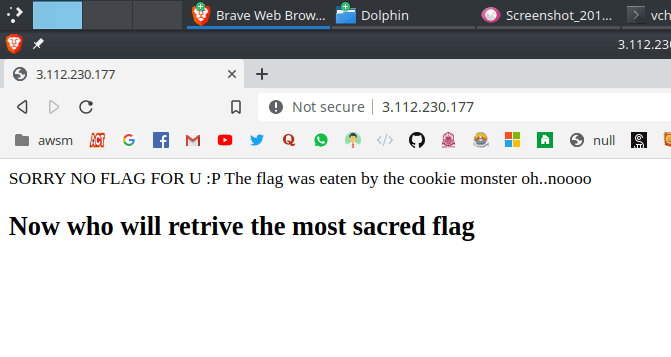 Brave Web Brow...
Dolphin
Screenshot_201...
vch
3.112.23
3.112.230.177
Not secure
3.112.230.177
awsm
null
SORRY NO FLAG FOR U :P The flag was eaten by the cookie monster oh..noooo
Now who will retrive the most sacred flag